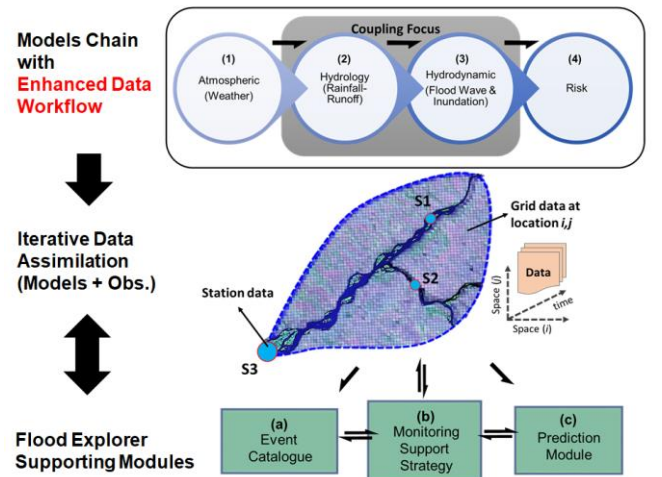 Models Chain
with
Enhanced Data
Workflow
Coupling Focus
(1)
Atmospheric
(Weather)
(2)
Hydrology
(Rainfall-
Runoff)
(3)
Hydrodynamic
(Flood Wave &
Inundation)
(4)
Risk
Iterative Data
Assimilation
(Models + Obs.)
S1
S2
S3
Station data
Grid data at
location i,j
Data
Space (j)
time
Space (i)
Flood Explorer
Supporting Modules
(a)
Event
Catalogue
(b)
Monitoring
Support
Strategy
(c)
Prediction
Module